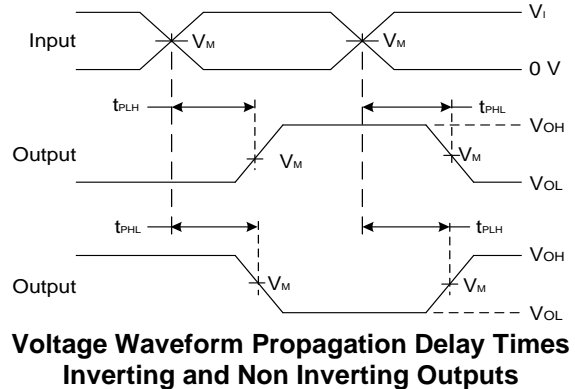 VI
Input
VM
VM
0 V
tPLH
tPHL
VOH
Output
VM
VM
VOL
tPHL
tPLH
VOH
Output
VM
VM
VOL
Voltage Waveform Propagation Delay Times
Inverting and Non Inverting Outputs